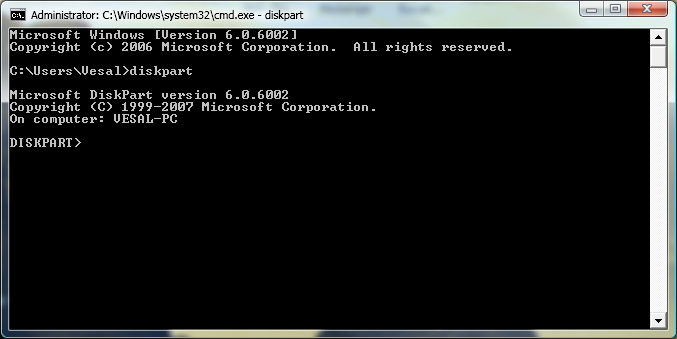 Administrator: C:\Windows\system32\cmd.exe - diskpart
Microsoft Windows [Version 6.0.6002]
Copyright (c) 2006 Microsoft Corporation.  All rights reserved.
C:\Users\Vesal>diskpart
Microsoft DiskPart version 6.0.6002
Copyright (C) 1999-2007 Microsoft Corporation.
On computer: VESAL-PC
DISKPART>